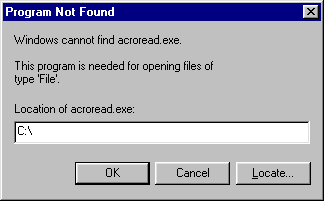 Program Not Found
Windows cannot find acroread.exe.
This program is needed for opening files of
type 'File'.
Location of acroread.exe:
C:\
OK Cancel Locate...